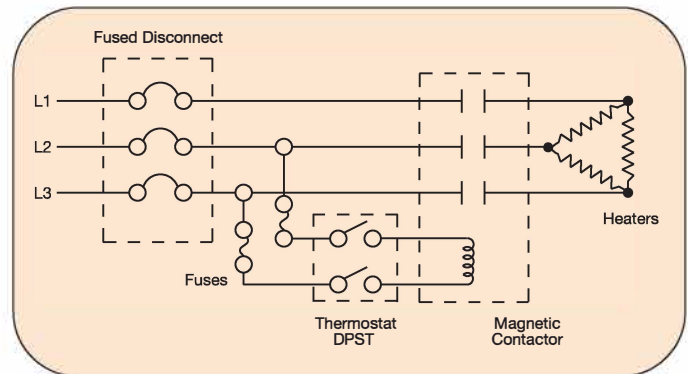 Fused Disconnect
L1
L2
L3
Heaters
Fuses
Thermostat
DPST
Magnetic
Contactor